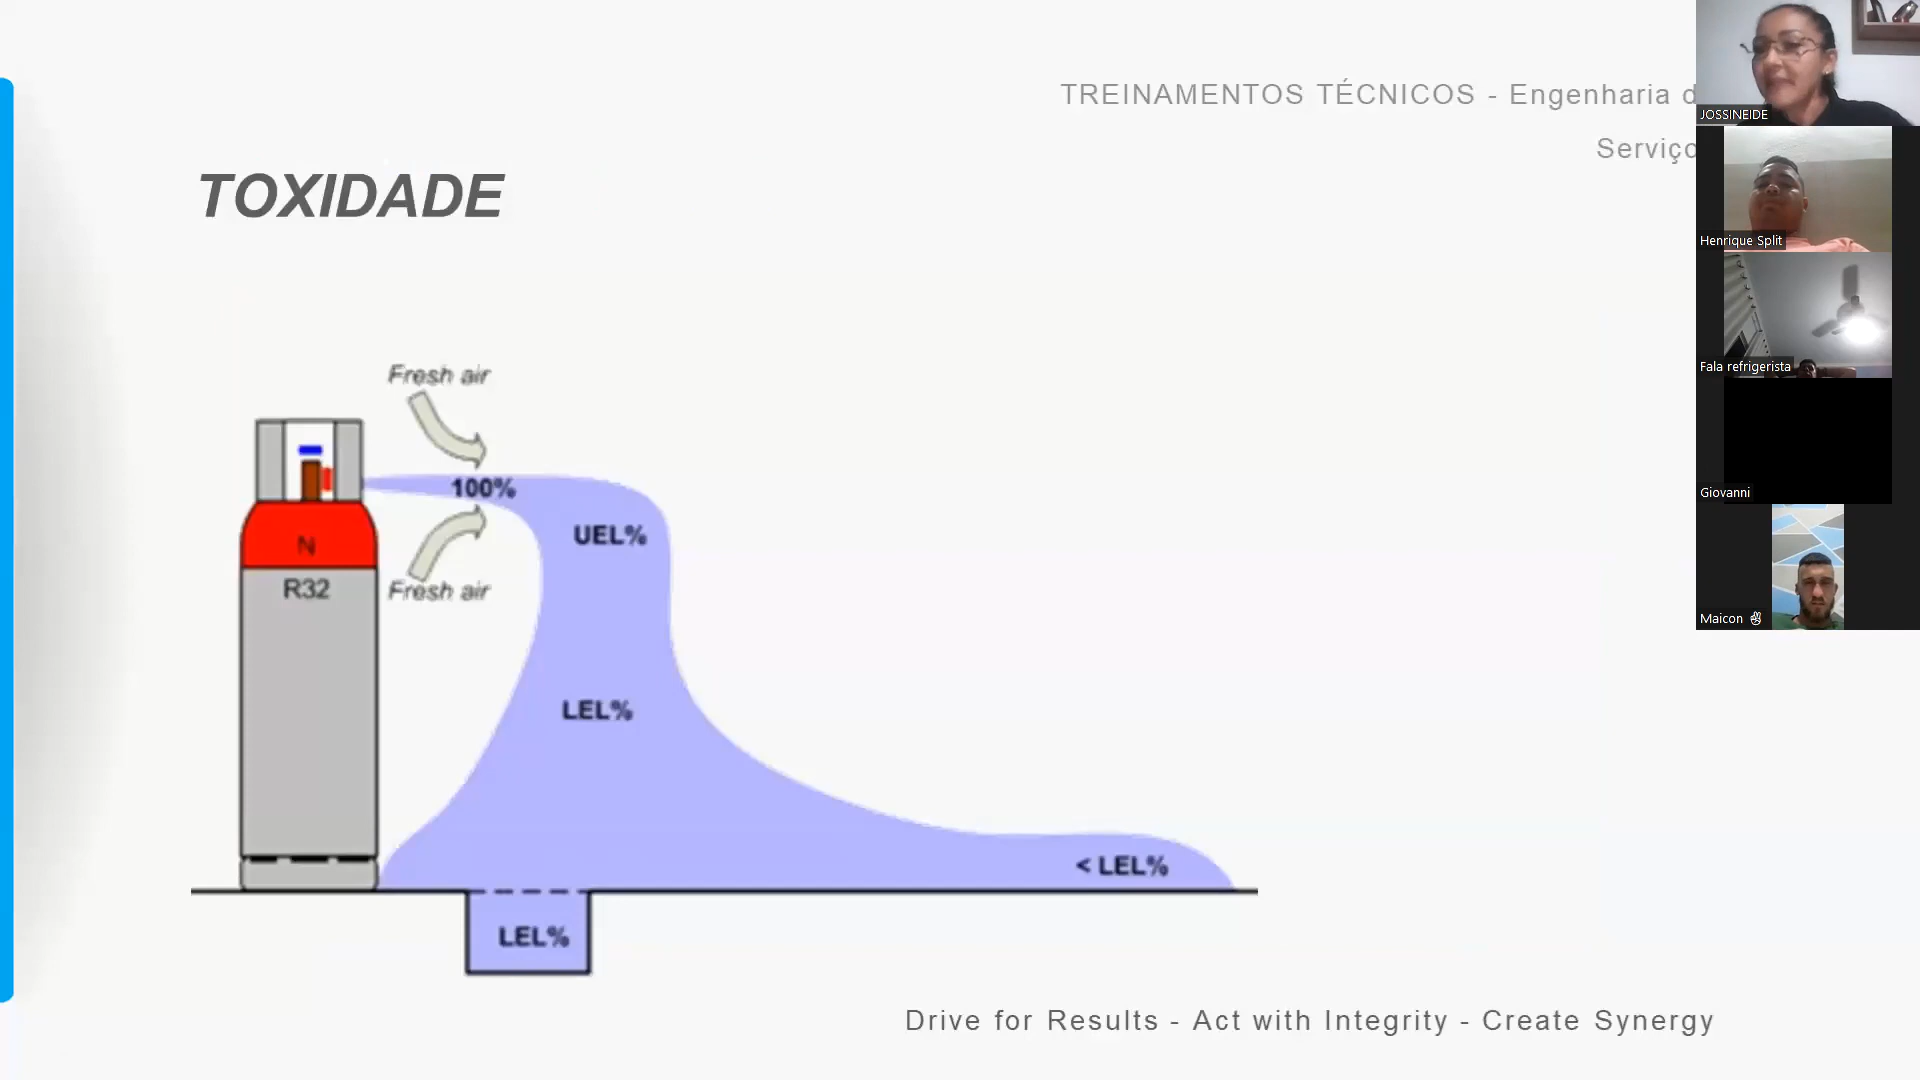 TREINAMENTOS TÉCNICOS - Engenharia d
Serviço
TOXIDADE
Fresh air
100%
UEL%
N
R32
Fresh air
LEL%
< LEL%
LEL%
Drive for Results - Act with Integrity - Create Synergy
JOSSINEIDE
Henrique Split
Fala refrigerista
Giovanni
Maicon ✌